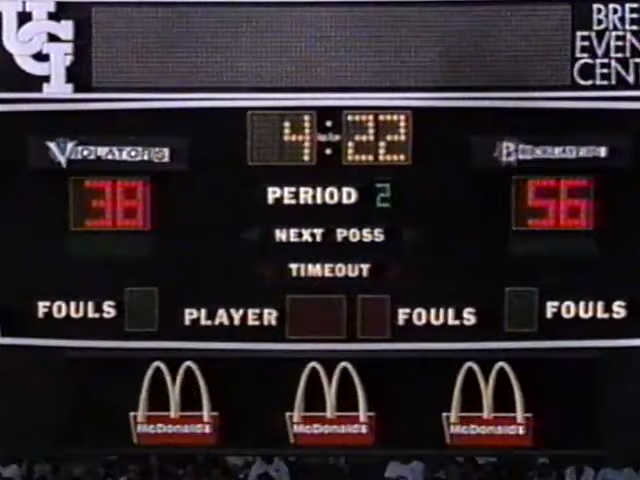 UCI
BRE
EVEN
CENT
4:22
VIOLATORS
BRICKLAYERS
38
PERIOD 2
56
NEXT POSS
TIMEOUT
FOULS
PLAYER
FOULS
FOULS
McDonald's
McDonald's
McDonald's